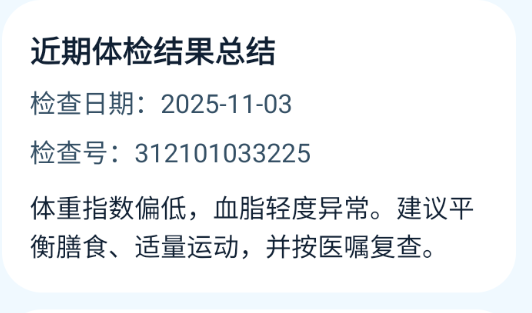 近期体检结果总结
检查日期：2025-11-03
检查号：312101033225
体重指数偏低，血脂轻度异常。建议平
衡膳食、适量运动，并按医嘱复查。